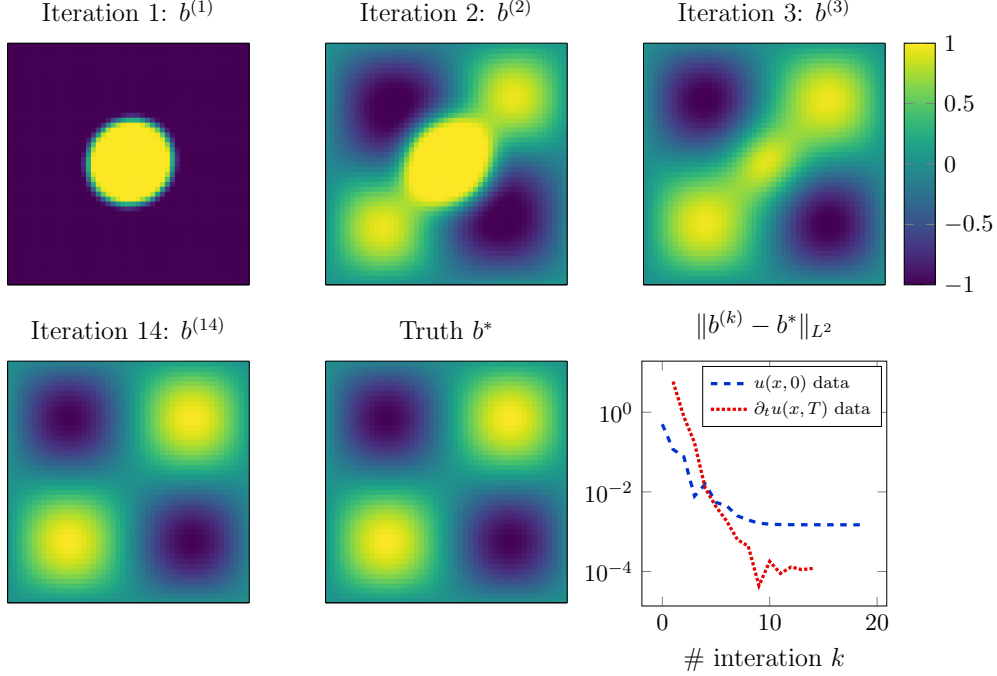 Iteration 1: b^{(1)}
Iteration 2: b^{(2)}
Iteration 3: b^{(3)}
1
0.5
0
−0.5
−1
Iteration 14: b^{(14)}
Truth b^*
‖b^{(k)} − b^*‖_{L^2}
u(x, 0) data
∂_t u(x, T) data
10^0
10^{−2}
10^{−4}
0 10 20
# interation k